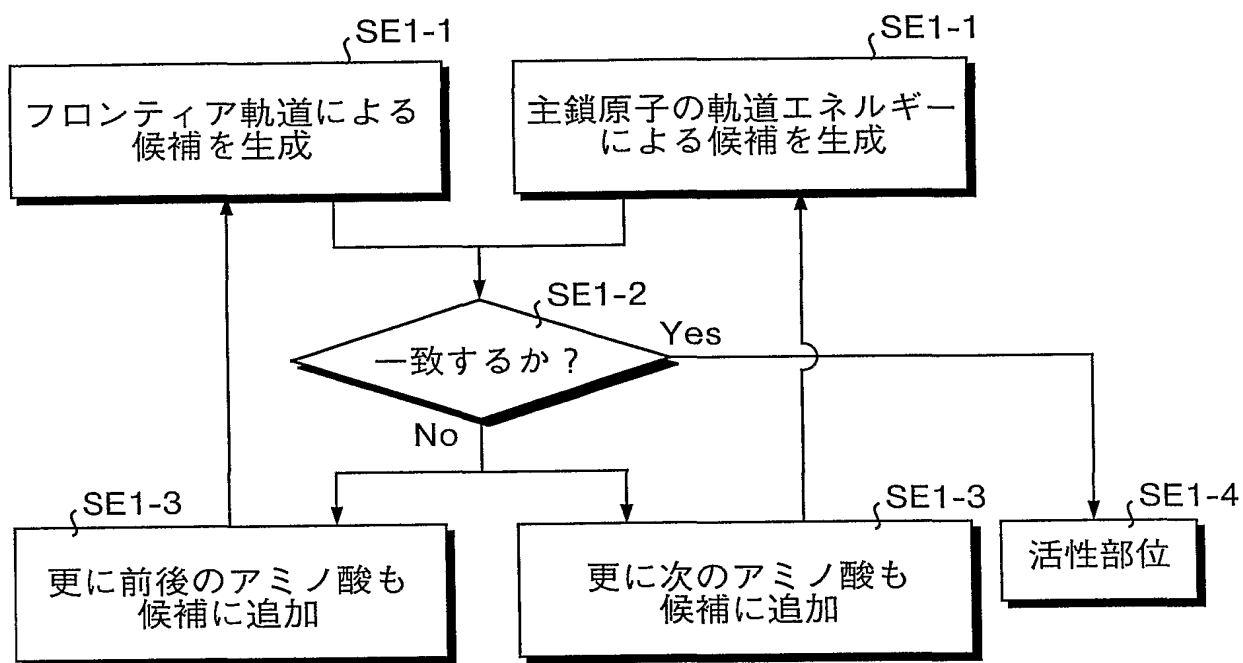 SE1-1
フロンティア軌道による
候補を生成
SE1-1
主鎖原子の軌道エネルギー
による候補を生成
SE1-2
一致するか？
Yes
No
SE1-3
更に前後のアミノ酸も
候補に追加
SE1-3
更に次のアミノ酸も
候補に追加
SE1-4
活性部位